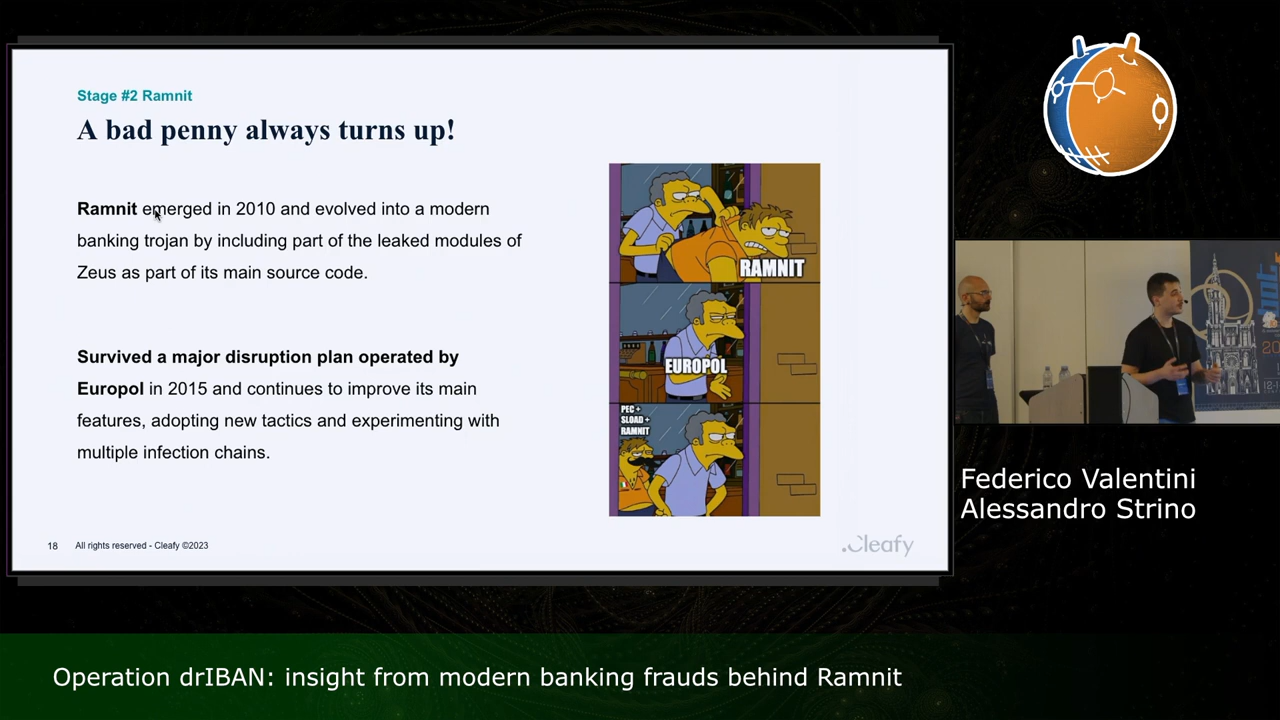 Stage #2 Ramnit
A bad penny always turns up!
Ramnit emerged in 2010 and evolved into a modern
banking trojan by including part of the leaked modules of
Zeus as part of its main source code.
Survived a major disruption plan operated by
Europol in 2015 and continues to improve its main
features, adopting new tactics and experimenting with
multiple infection chains.
RAMNIT
EUROPOL
PEC +
SLOAD +
RAMNIT
18 All rights reserved - Cleafy ©2023
.Cleafy
Federico Valentini
Alessandro Strino
Operation drIBAN: insight from modern banking frauds behind Ramnit